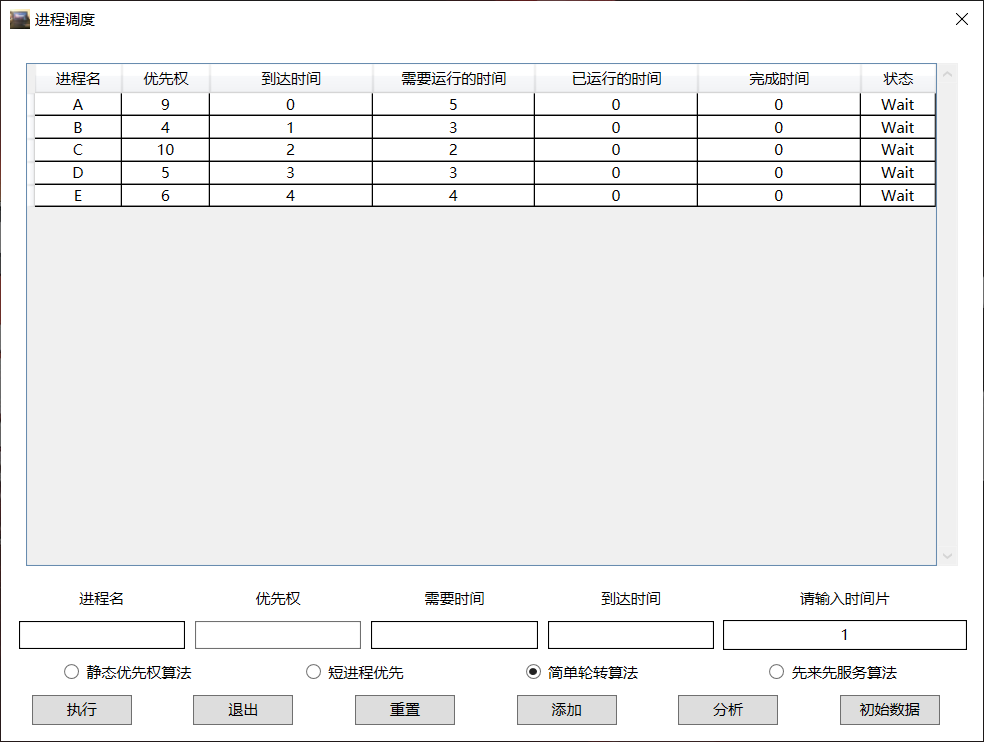 进程调度
进程名 优先权 到达时间 需要运行的时间 已运行的时间 完成时间 状态
A 9 0 5 0 0 Wait
B 4 1 3 0 0 Wait
C 10 2 2 0 0 Wait
D 5 3 3 0 0 Wait
E 6 4 4 0 0 Wait
进程名 优先权 需要时间 到达时间 请输入时间片
1
静态优先权算法 短进程优先 简单轮转算法 先来先服务算法
执行 退出 重置 添加 分析 初始数据